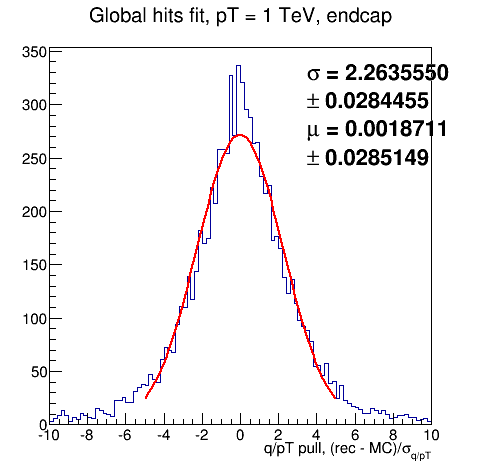 Global hits fit, pT = 1 TeV, endcap
350
300
250
200
150
100
50
0
σ = 2.2635550
± 0.0284455
μ = 0.0018711
± 0.0285149
-10 -8 -6 -4 -2 0 2 4 6 8 10
q/pT pull, (rec - MC)/σq/pT